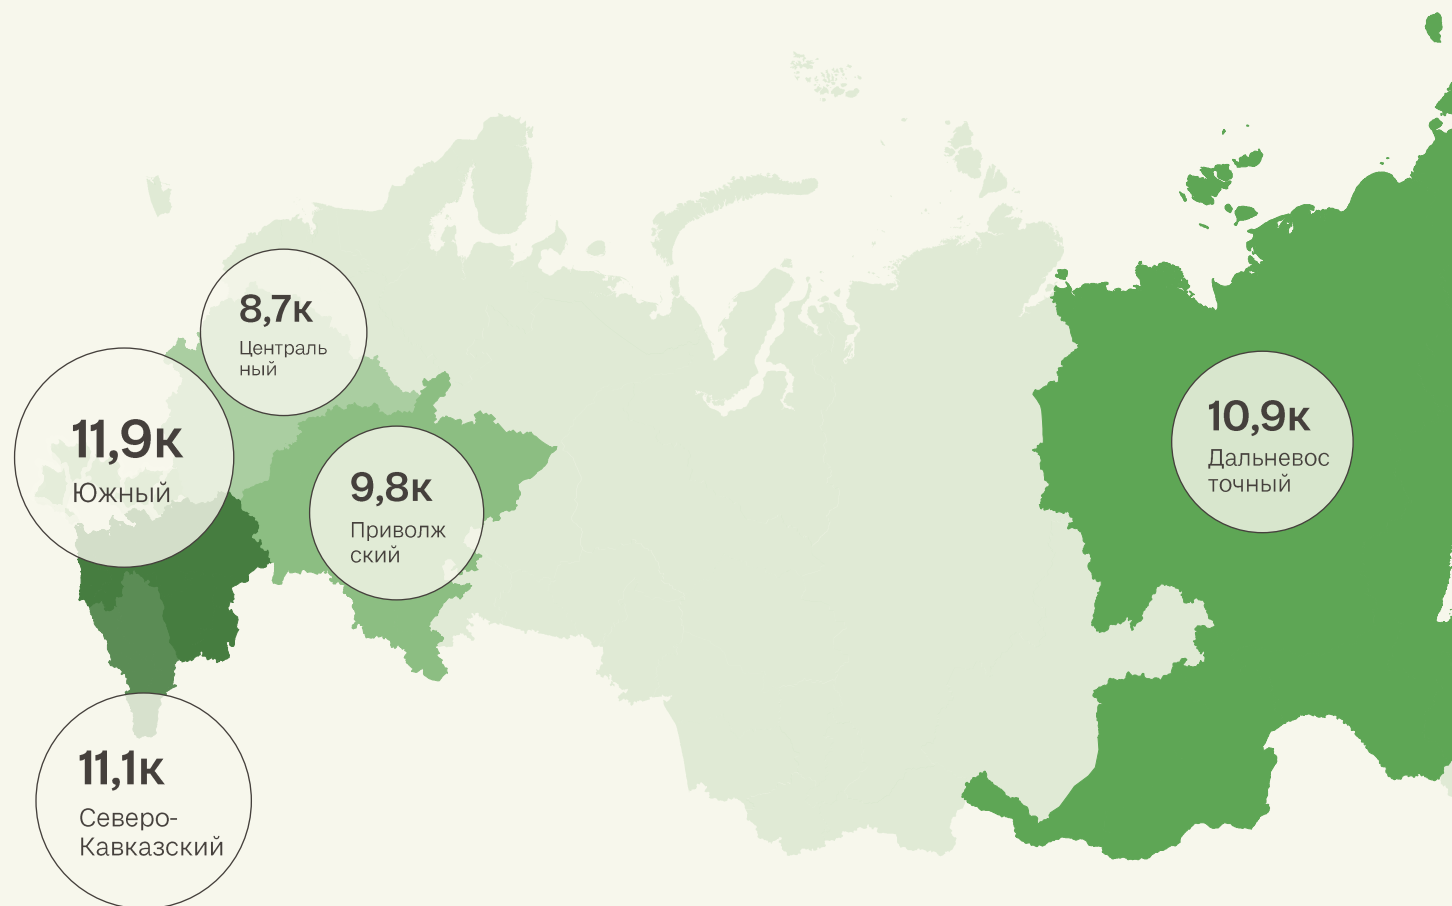 8,7к
Централь
ный
11,9к
Южный
9,8к
Приволж
ский
10,9к
Дальневос
точный
11,1к
Северо-
Кавказский